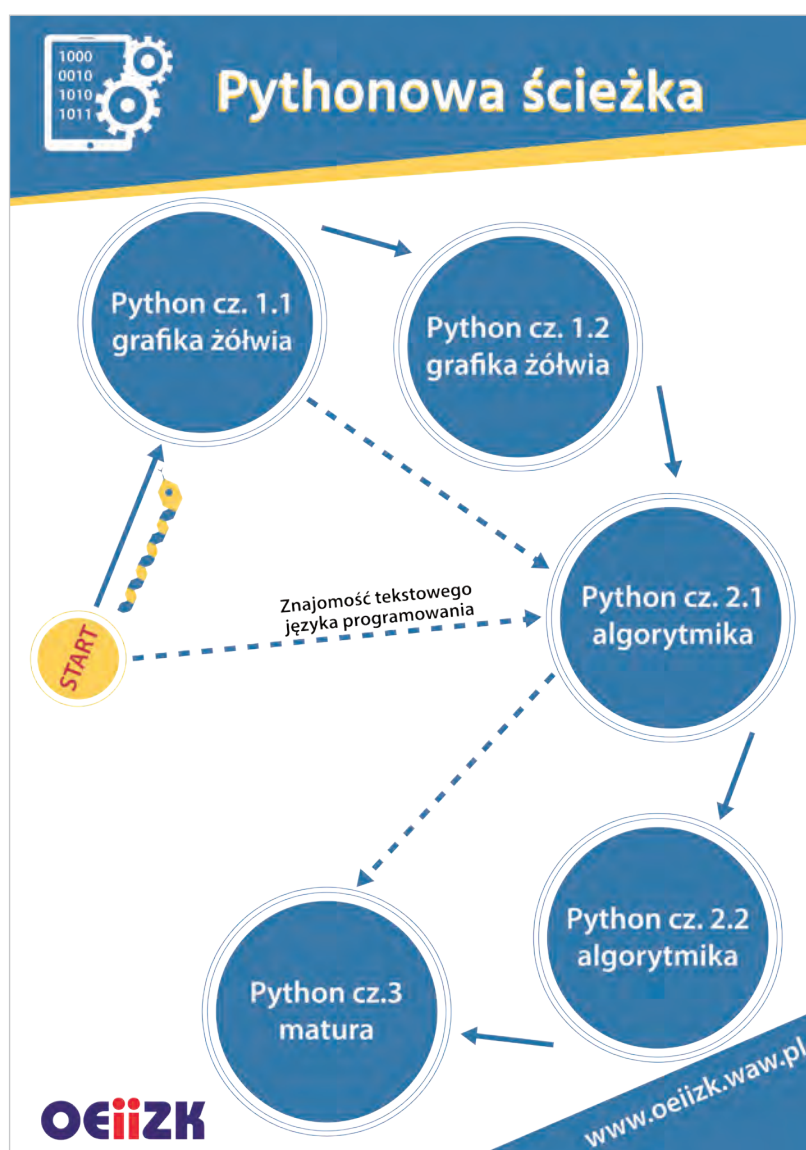 1000
0010
1010
1011
Pythonowa ścieżka
Python cz. 1.1
grafika żółwia
Python cz. 1.2
grafika żółwia
Znajomość tekstowego
języka programowania
START
Python cz. 2.1
algorytmika
Python cz. 2.2
algorytmika
Python cz.3
matura
OEiiZK
www.oeiizk.waw.pl